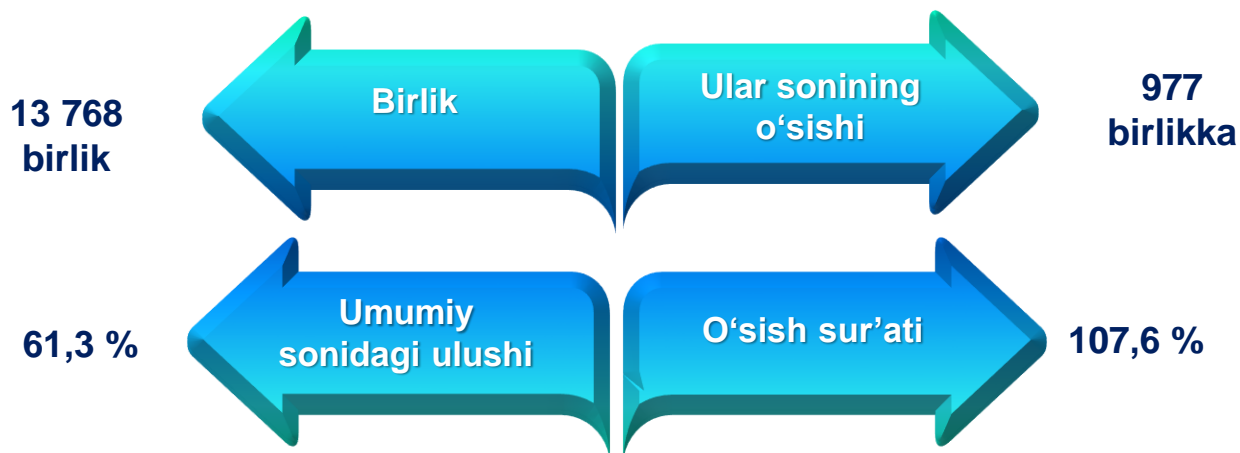 13 768
birlik
Birlik
Ular sonining
o‘sishi
977
birlikka
61,3 %
Umumiy
sonidagi ulushi
O‘sish sur’ati
107,6 %